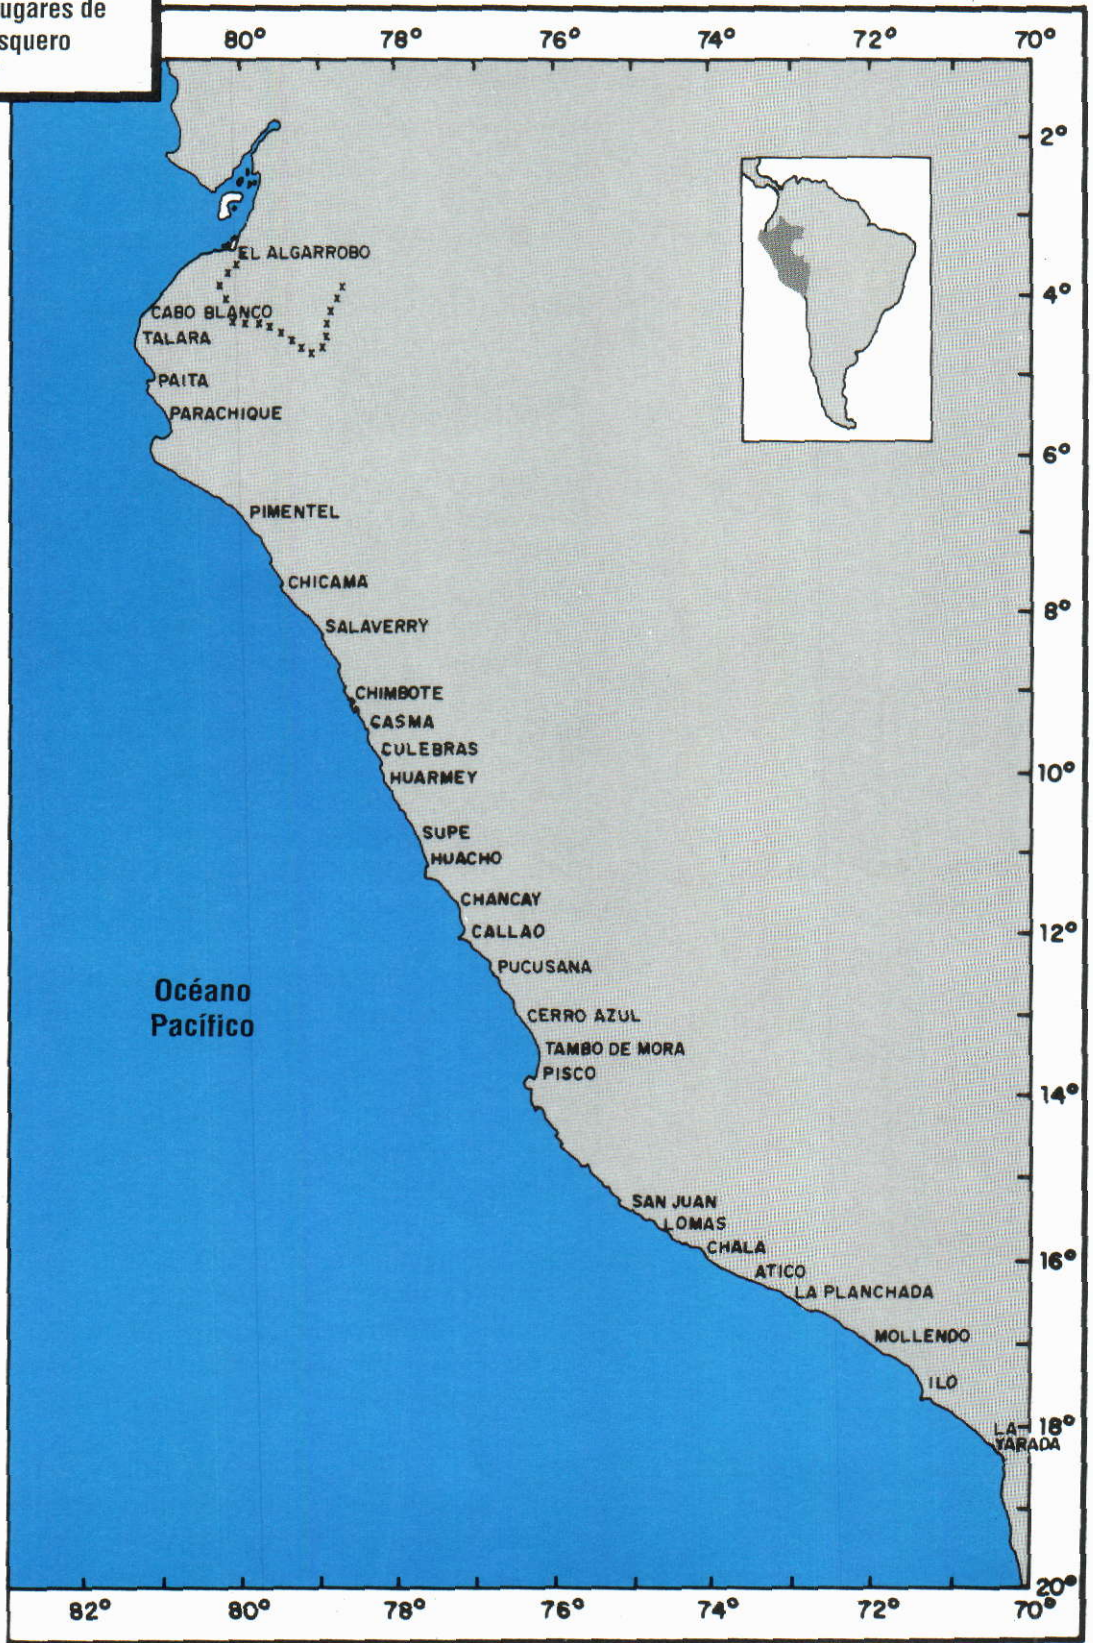 ugares de
squero
80° 78° 76° 74° 72° 70°
2°
EL ALGARROBO
4°
CABO BLANCO
TALARA
PAITA
PARACHIQUE
6°
PIMENTEL
CHICAMA
8°
SALAVERRY
CHIMBOTE
CASMA
CULEBRAS
10°
HUARMEY
SUPE
HUACHO
CHANCAY
12°
CALLAO
PUCUSANA
Océano
Pacífico
CERRO AZUL
TAMBO DE MORA
PISCO
14°
SAN JUAN
LOMAS
CHALA
16°
ATICO
LA PLANCHADA
MOLLENDO
ILO
18°
LA
YARADA
20°
82° 80° 78° 76° 74° 72° 70°